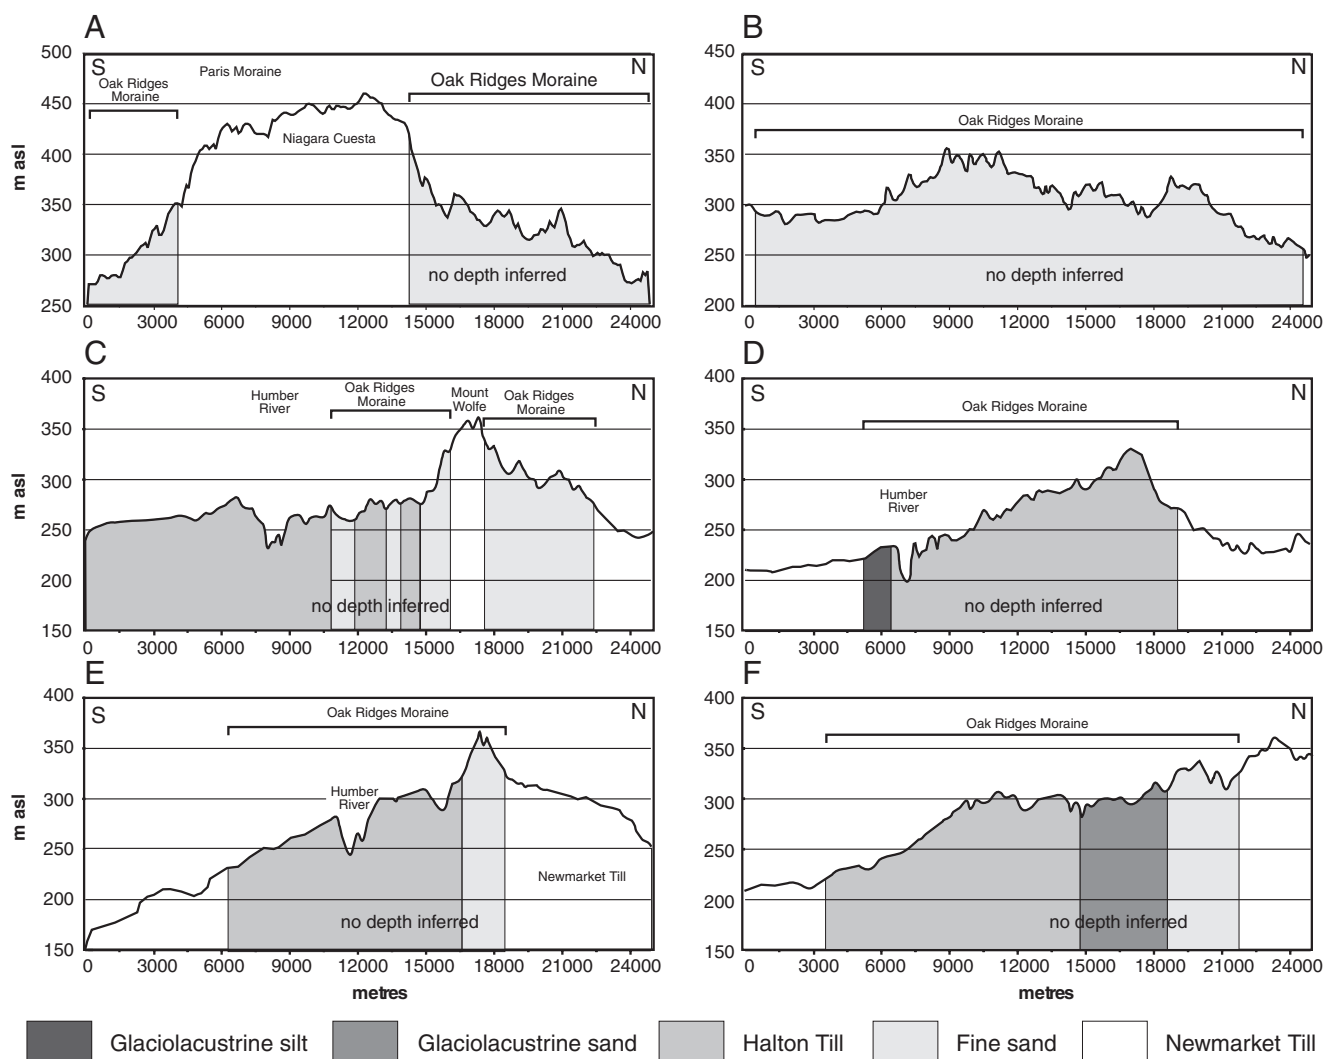 A
500
450
400
350
300
250
m asl
S
N
Oak Ridges
Moraine
Paris Moraine
Oak Ridges Moraine
Niagara Cuesta
no depth inferred
0 3000 6000 9000 12000 15000 18000 21000 24000
B
450
400
350
300
250
200
S
N
Oak Ridges Moraine
no depth inferred
0 3000 6000 9000 12000 15000 18000 21000 24000
C
400
350
300
250
200
150
m asl
S
N
Humber
River
Oak Ridges
Moraine
Mount
Wolfe
Oak Ridges
Moraine
no depth inferred
0 3000 6000 9000 12000 15000 18000 21000 24000
D
400
350
300
250
200
150
S
N
Oak Ridges Moraine
Humber
River
no depth inferred
0 3000 6000 9000 12000 15000 18000 21000 24000
E
400
350
300
250
200
150
m asl
S
N
Oak Ridges Moraine
Humber
River
Newmarket Till
no depth inferred
0 3000 6000 9000 12000 15000 18000 21000 24000
metres
F
400
350
300
250
200
150
S
N
Oak Ridges Moraine
no depth inferred
0 3000 6000 9000 12000 15000 18000 21000 24000
metres
Glaciolacustrine silt Glaciolacustrine sand Halton Till Fine sand Newmarket Till